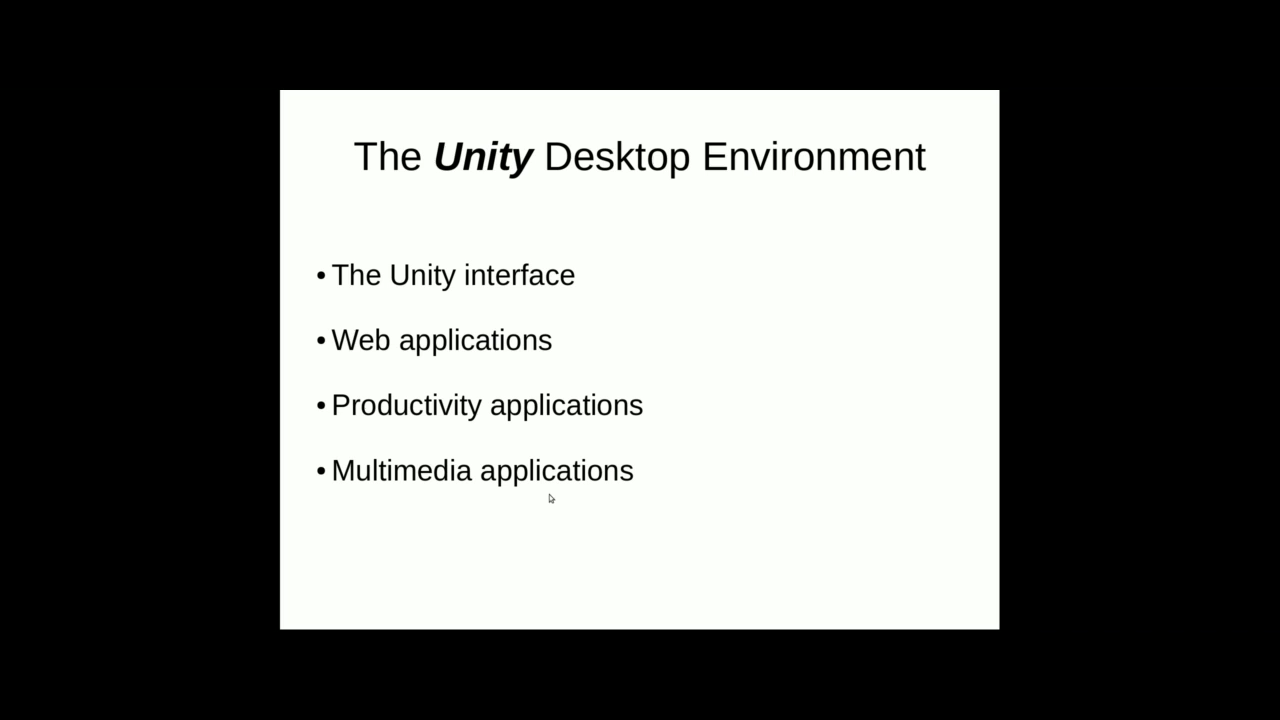 The Unity Desktop Environment
• The Unity interface
• Web applications
• Productivity applications
• Multimedia applications